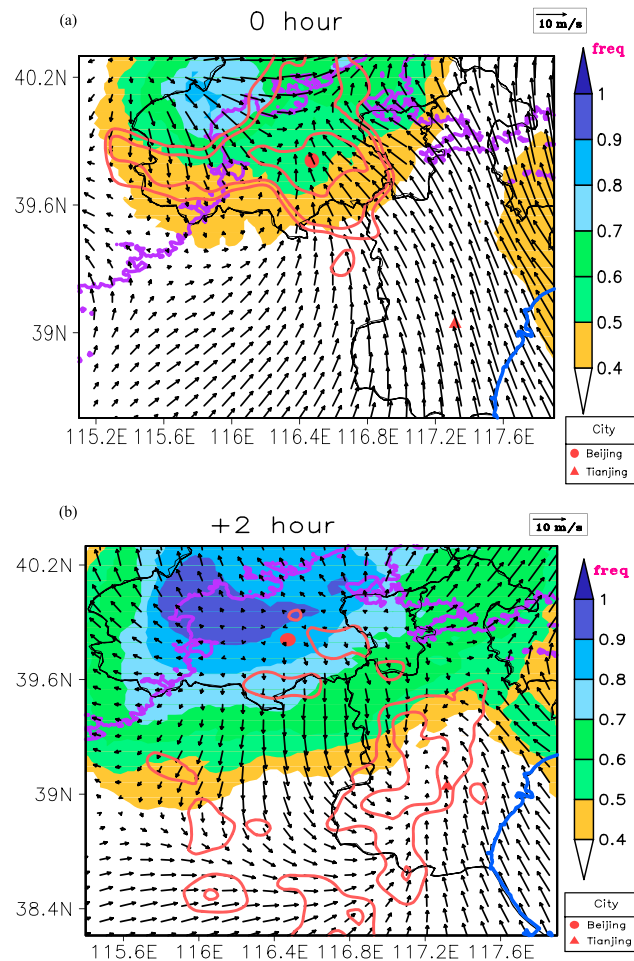 (a)
0 hour
10 m/s
freq
40.2N
39.6N
39N
1
0.9
0.8
0.7
0.6
0.5
0.4
115.2E 115.6E 116E 116.4E 116.8E 117.2E 117.6E
City
Beijing
Tianjing
(b)
+2 hour
10 m/s
freq
40.2N
39.6N
39N
38.4N
1
0.9
0.8
0.7
0.6
0.5
0.4
115.6E 116E 116.4E 116.8E 117.2E 117.6E
City
Beijing
Tianjing